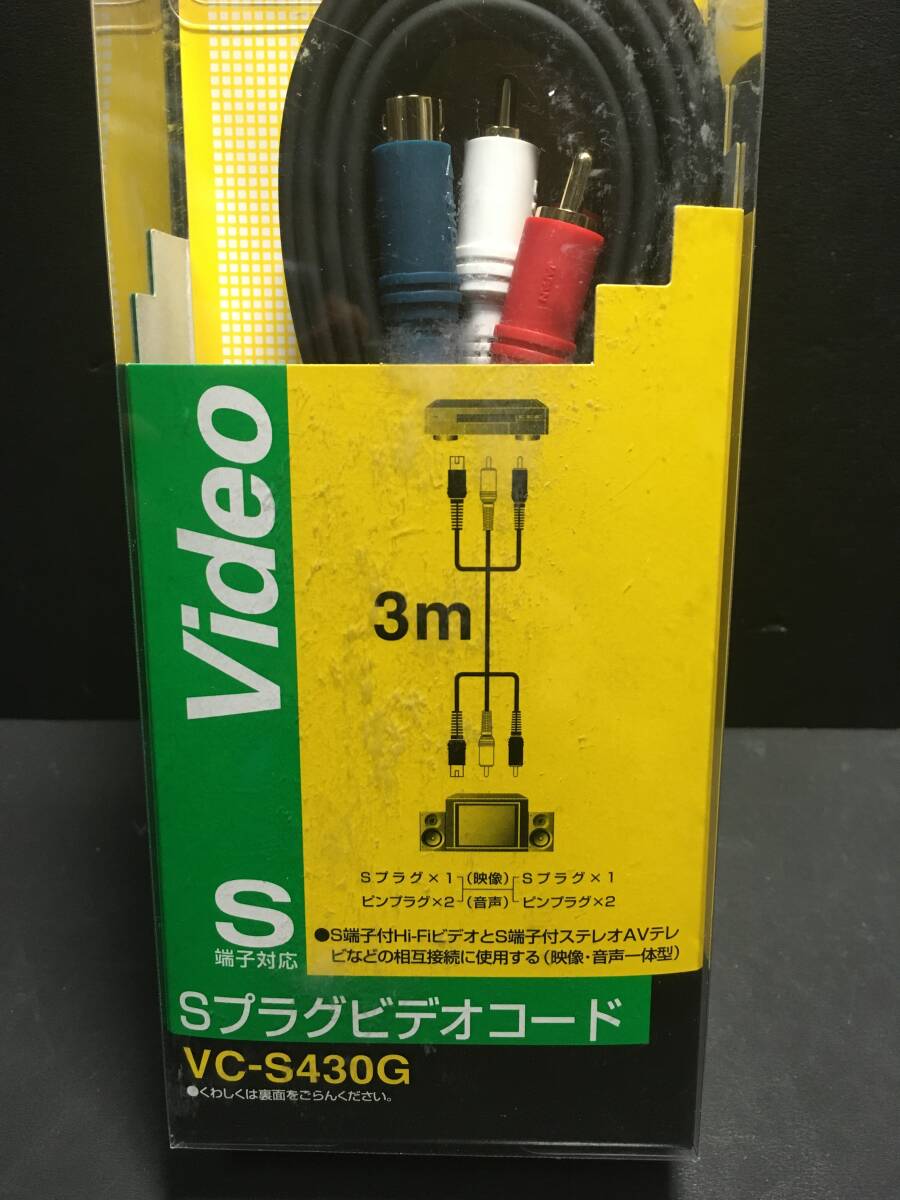 Video
3m
Sプラグ×1 (映像) Sプラグ×1
ピンプラグ×2 (音声) ピンプラグ×2
●S端子付Hi-FiビデオとS端子付ステレオAVテレ
ビなどの相互接続に使用する(映像・音声一体型)
S
端子対応
Sプラグビデオコード
VC-S430G
●くわしくは裏面をごらんください。